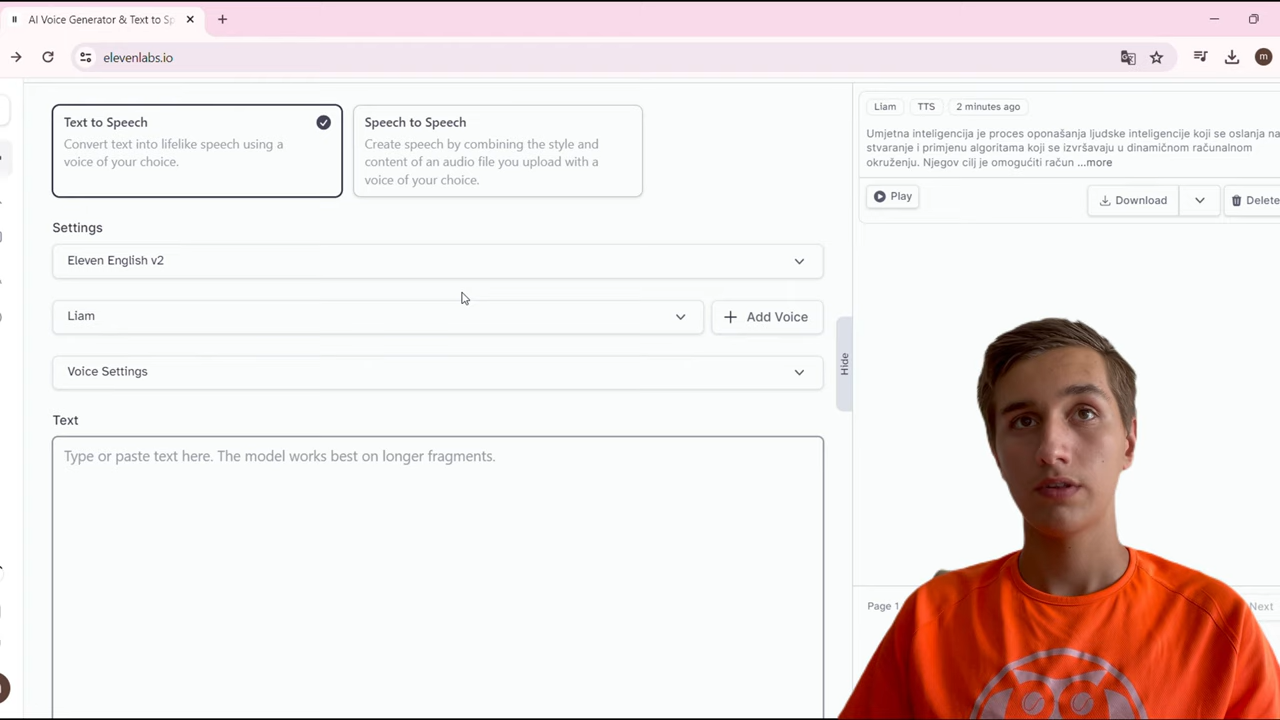 AI Voice Generator & Text to Sp
elevenlabs.io
m
Text to Speech
Convert text into lifelike speech using a
voice of your choice.
Speech to Speech
Create speech by combining the style and
content of an audio file you upload with a
voice of your choice.
Settings
Eleven English v2
Liam
Add Voice
Voice Settings
Text
Type or paste text here. The model works best on longer fragments.
Hide
Liam TTS 2 minutes ago
Umjetna inteligencija je proces oponašanja ljudske inteligencije koji se oslanja na
stvaranje i primjenu algoritama koji se izvršavaju u dinamičnom računalnom
okruženju. Njegov cilj je omogućiti račun ...more
Play
Download
Delete
Page 1
Next